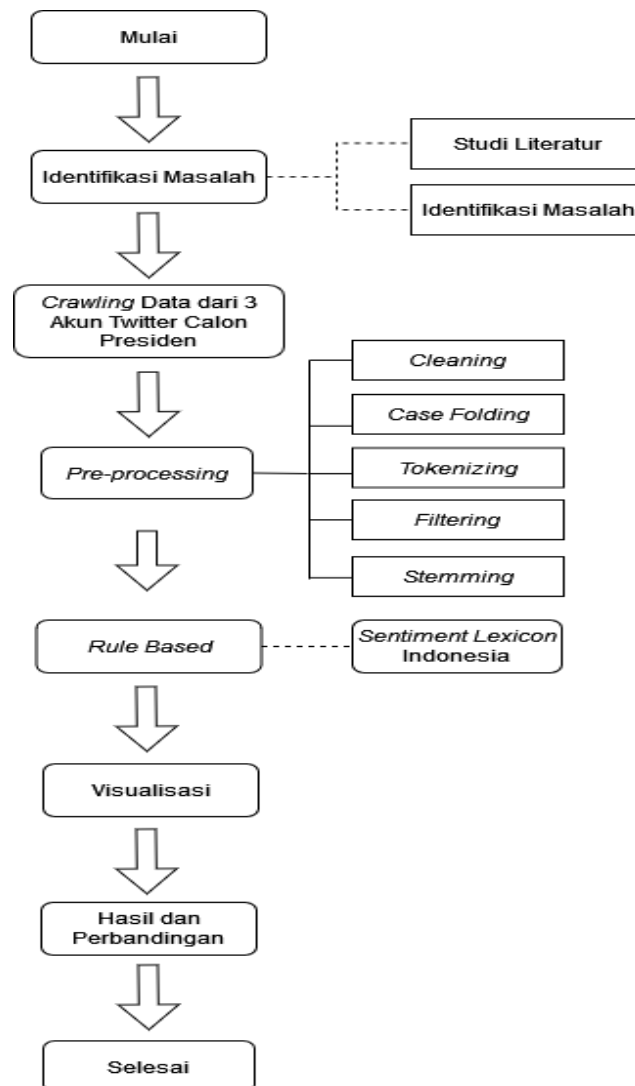 Mulai
Identifikasi Masalah
Studi Literatur
Identifikasi Masalah
Crawling Data dari 3
Akun Twitter Calon
Presiden
Pre-processing
Cleaning
Case Folding
Tokenizing
Filtering
Stemming
Rule Based
Sentiment Lexicon
Indonesia
Visualisasi
Hasil dan
Perbandingan
Selesai